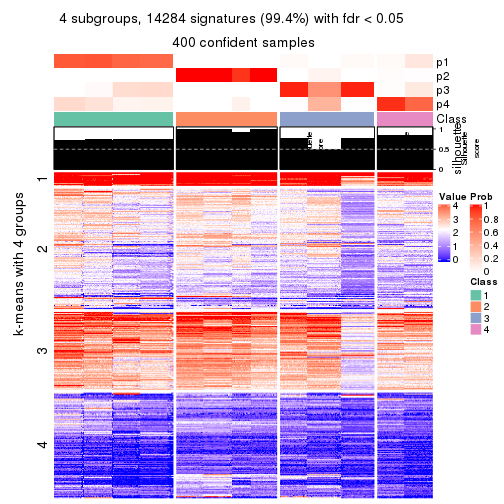 4 subgroups, 14284 signatures (99.4%) with fdr < 0.05
400 confident samples
p1
p2
p3
p4
Class
1
0.5
0
silhouette
Silhouette
score
k-means with 4 groups
1
2
3
4
Value
4
3
2
1
0
Prob
1
0.8
0.6
0.4
0.2
0
Class
1
2
3
4